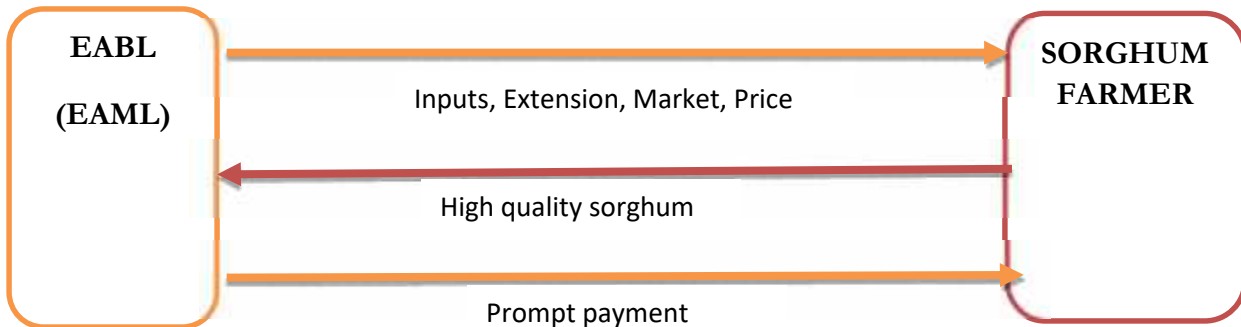 EABL
(EAML)
Inputs, Extension, Market, Price
High quality sorghum
Prompt payment
SORGHUM
FARMER